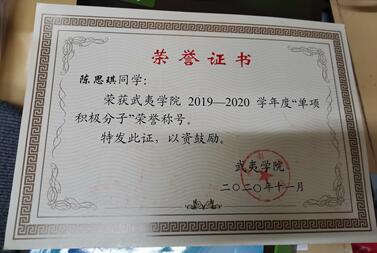 荣誉证书
陈思琪同学：
荣获武夷学院 2019—2020 学年度“单项
积极分子”荣誉称号。
特发此证，以资鼓励。
武夷学院
二〇二〇年十一月